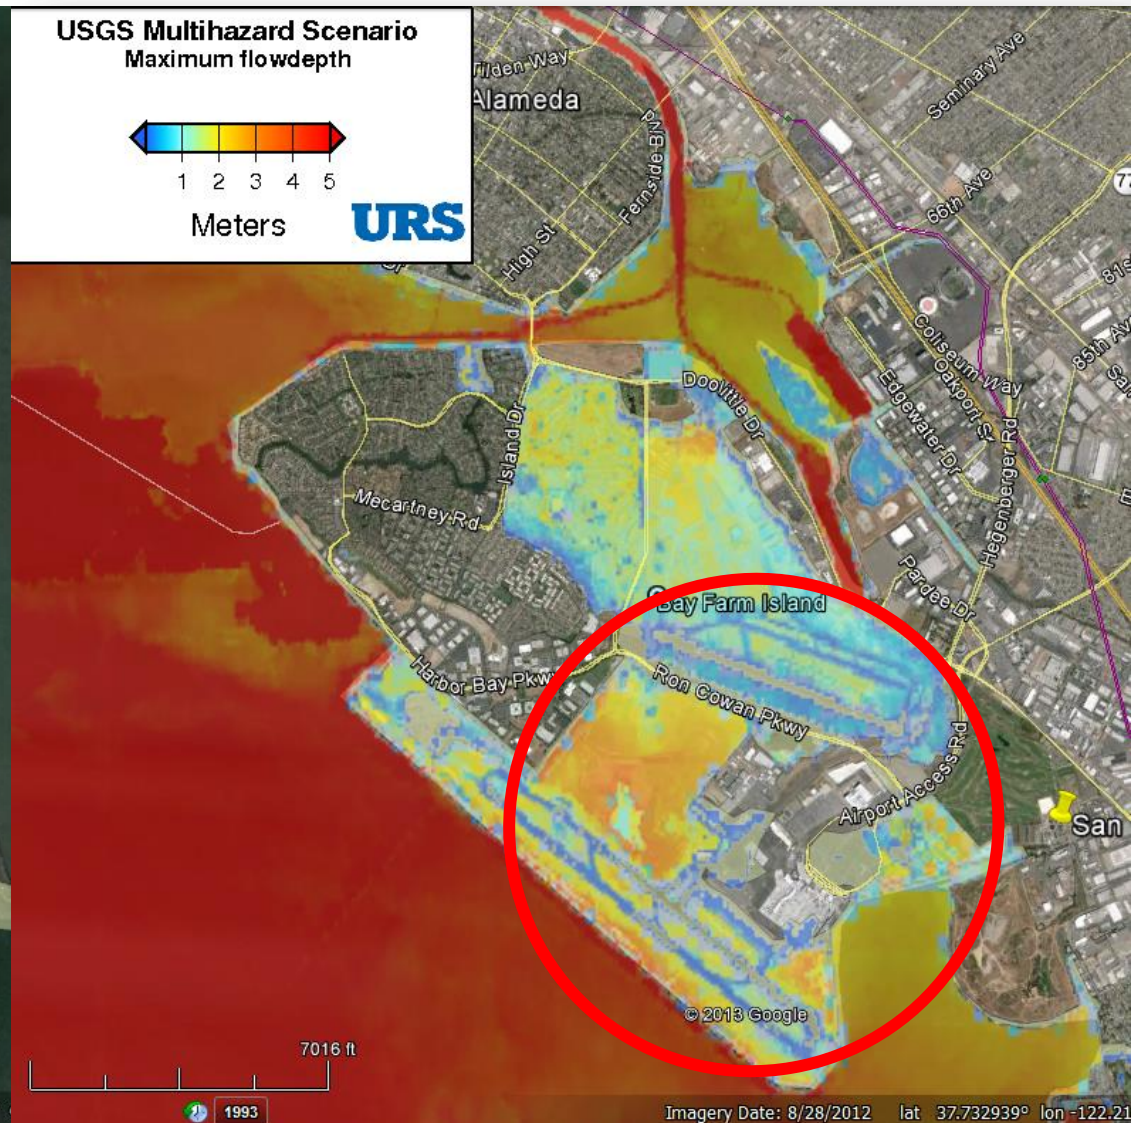 USGS Multihazard Scenario
Maximum flowdepth
1 2 3 4 5
Meters
URS
Tilden Way
Alameda
Fernside Blvd
High St
Seminary Ave
77
66th Ave
81s
85th Av
Coliseum Way
Oakport St
Edgewater Dr
Hegenberger Rd
Doolittle Dr
Island Dr
Mecartney Rd
Pardee Dr
Bay Farm Island
Harbor Bay Pkwy
Ron Cowan Pkwy
Airport Access Rd
San
© 2013 Google
7016 ft
1993
Imagery Date: 8/28/2012 lat 37.732939° lon -122.21